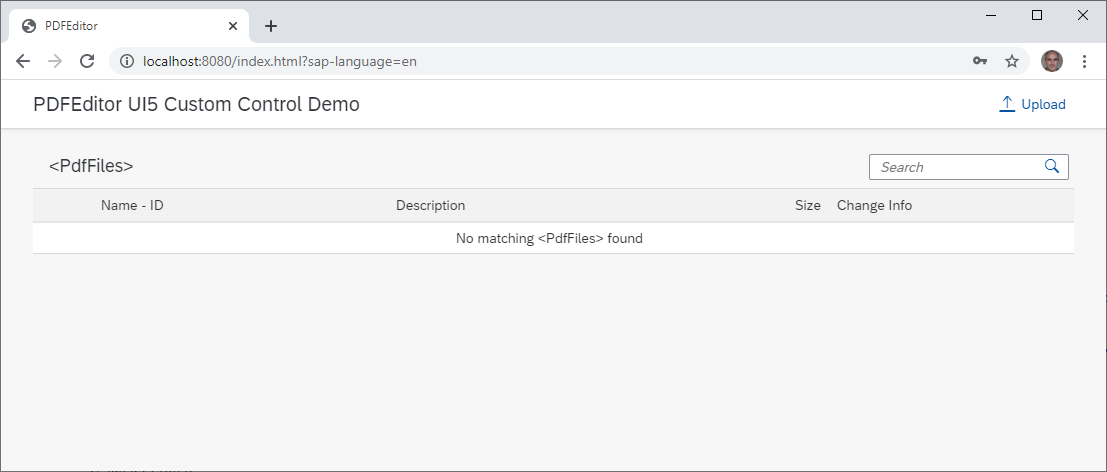 PDFEditor
localhost:8080/index.html?sap-language=en
PDFEditor UI5 Custom Control Demo
Upload
<PdfFiles>
Search
Name - ID Description Size Change Info
No matching <PdfFiles> found